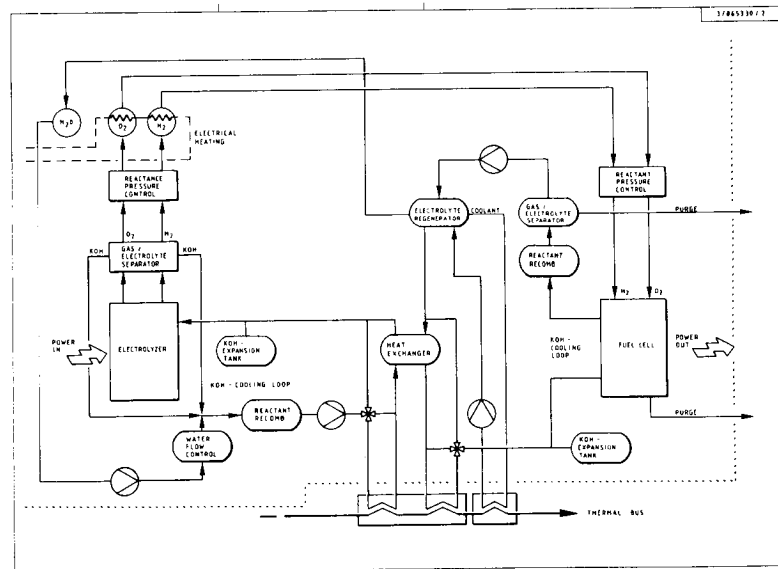 3/065330/2
H2O
O2
H2
ELECTRICAL
HEATING
REACTANCE
PRESSURE
CONTROL
O2
H2
KOH
GAS /
ELECTROLYTE
SEPARATOR
KOH
POWER
IN
ELECTROLYZER
KOH -
EXPANSION
TANK
KOH - COOLING LOOP
REACTANT
RECOMB
WATER
FLOW
CONTROL
ELECTROLYTE
REGENERATOR
COOLANT
GAS /
ELECTROLYTE
SEPARATOR
REACTANT
RECOMB
REACTANT
PRESSURE
CONTROL
PURGE
H2
O2
HEAT
EXCHANGER
KOH -
COOLING
LOOP
FUEL CELL
POWER
OUT
PURGE
KOH -
EXPANSION
TANK
THERMAL BUS